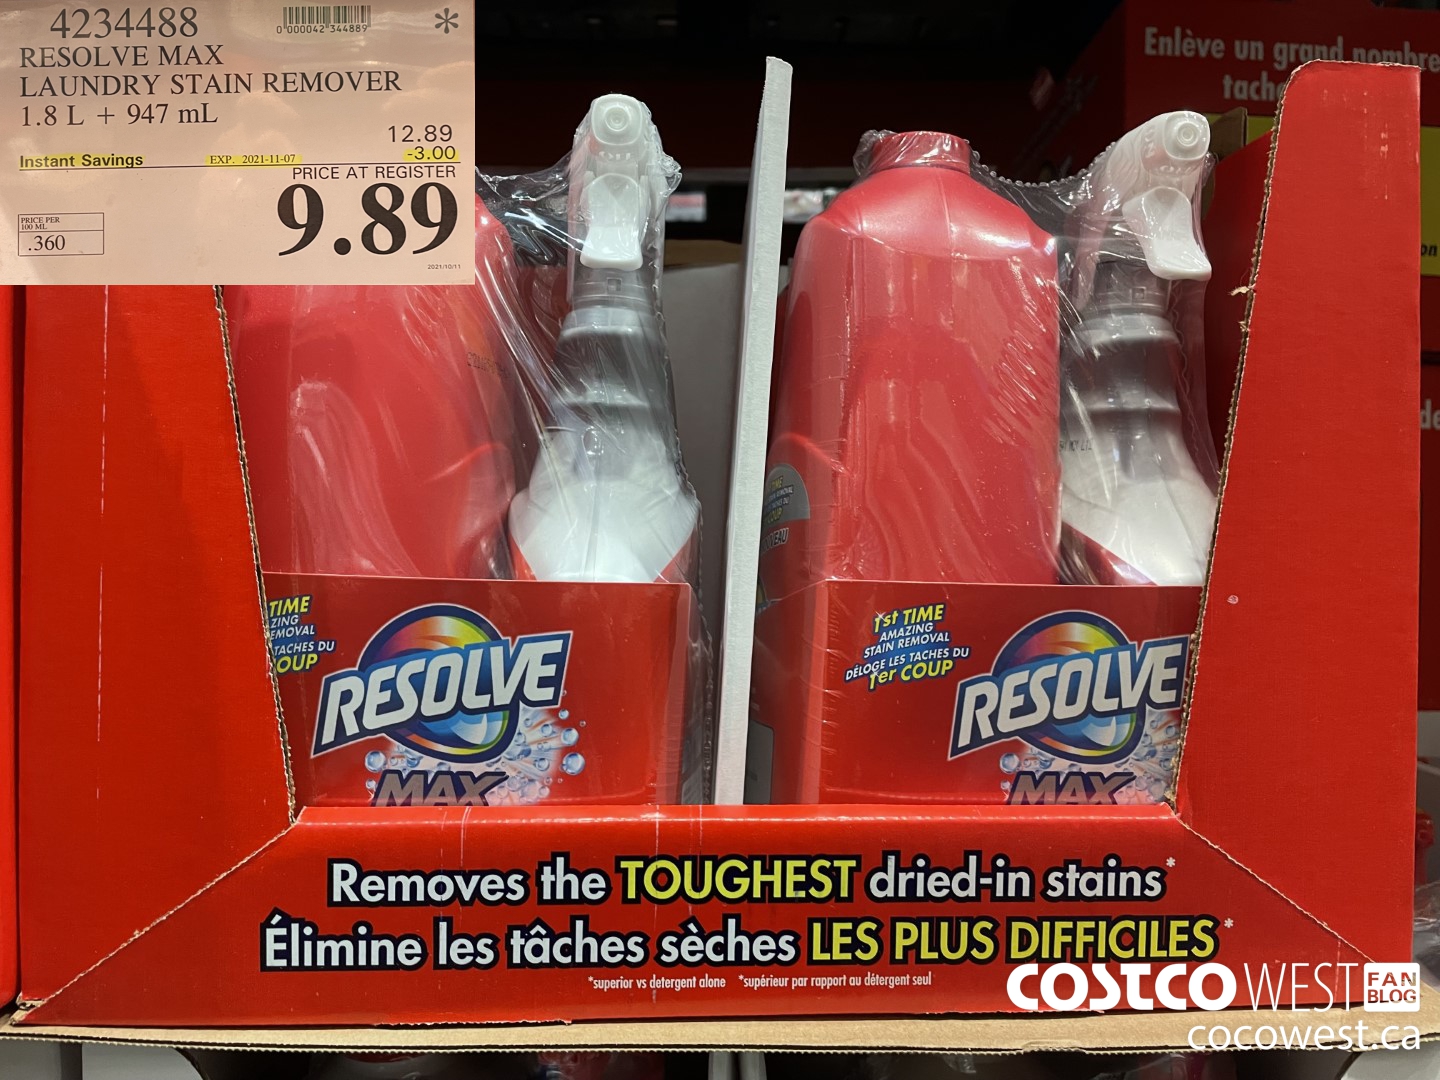 4234488
0"000042"344889
*
RESOLVE MAX
LAUNDRY STAIN REMOVER
1.8 L + 947 mL
12.89
Instant Savings EXP. 2021-11-07 -3.00
PRICE AT REGISTER
9.89
PRICE PER
100 ML
.360
2021/10/11
Enlève un grand nombre
tach
de
TIME
ZING
EMOVAL
TACHES DU
OUP
RESOLVE
MAX
1st TIME
AMAZING
STAIN REMOVAL
DÉLOGE LES TACHES DU
1er COUP
RESOLVE
MAX
Removes the TOUGHEST dried-in stains*
Élimine les tâches sèches LES PLUS DIFFICILES*
*superior vs detergent alone *supérieur par rapport au détergent seul
COSTCO WEST FAN BLOG
cocowest.ca